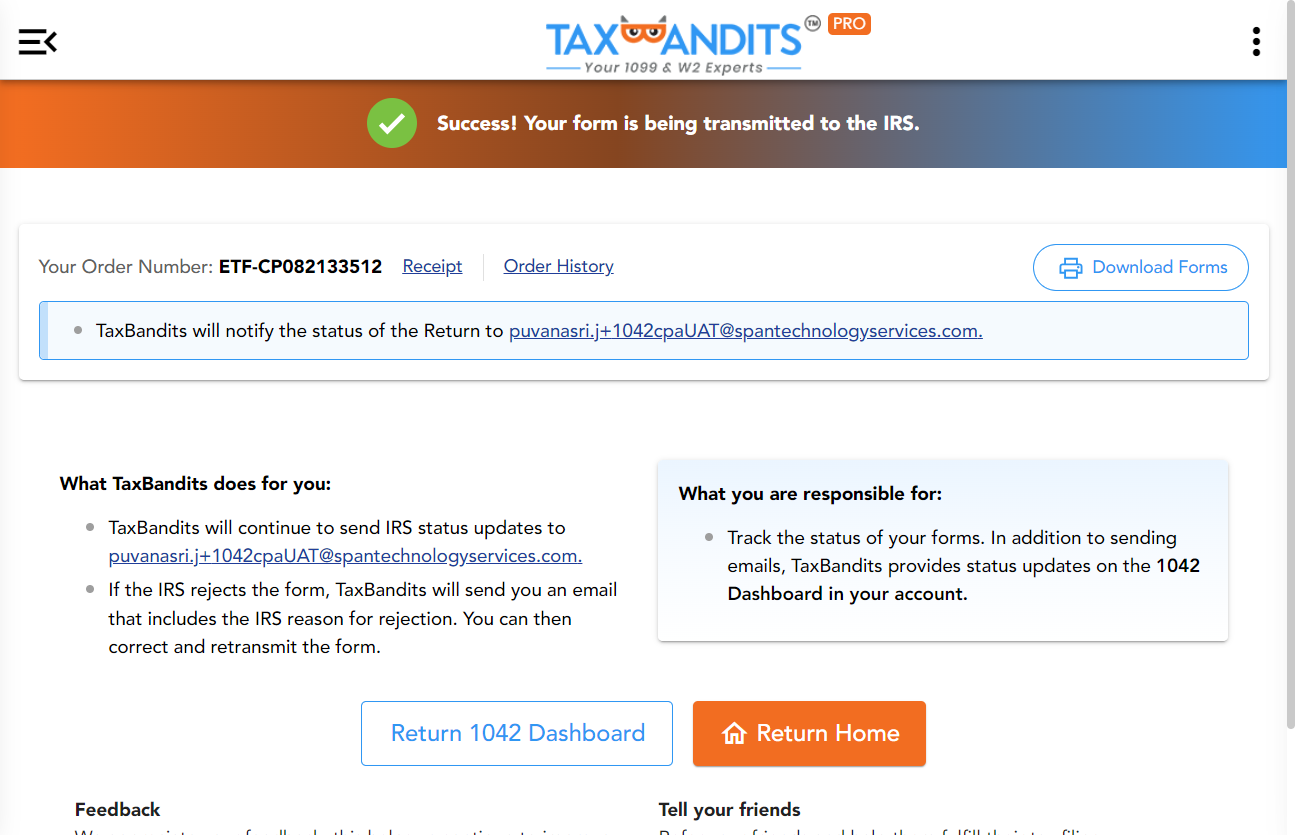 TAXBANDITS TM PRO
Your 1099 & W2 Experts
Success! Your form is being transmitted to the IRS.
Your Order Number: ETF-CP082133512 Receipt Order History Download Forms
TaxBandits will notify the status of the Return to puvanasri.j+1042cpaUAT@spantechnologyservices.com.
What TaxBandits does for you:
TaxBandits will continue to send IRS status updates to
puvanasri.j+1042cpaUAT@spantechnologyservices.com.
If the IRS rejects the form, TaxBandits will send you an email
that includes the IRS reason for rejection. You can then
correct and retransmit the form.
What you are responsible for:
Track the status of your forms. In addition to sending
emails, TaxBandits provides status updates on the 1042
Dashboard in your account.
Return 1042 Dashboard
Return Home
Feedback
Tell your friends